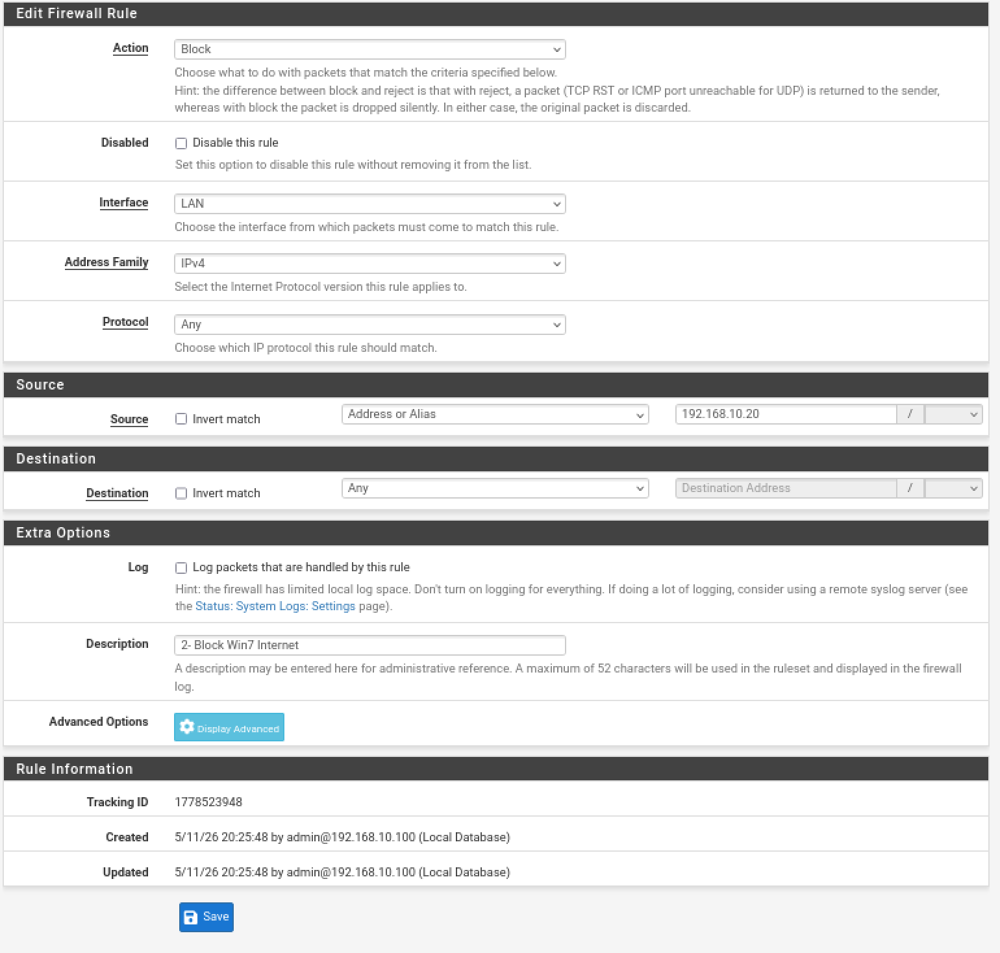 Edit Firewall Rule
Action
Block
Choose what to do with packets that match the criteria specified below.
Hint: the difference between block and reject is that with reject, a packet (TCP RST or ICMP port unreachable for UDP) is returned to the sender,
whereas with block the packet is dropped silently. In either case, the original packet is discarded.
Disabled
Disable this rule
Set this option to disable this rule without removing it from the list.
Interface
LAN
Choose the interface from which packets must come to match this rule.
Address Family
IPv4
Select the Internet Protocol version this rule applies to.
Protocol
Any
Choose which IP protocol this rule should match.
Source
Source
Invert match
Address or Alias
192.168.10.20
/
Destination
Destination
Invert match
Any
Destination Address
/
Extra Options
Log
Log packets that are handled by this rule
Hint: the firewall has limited local log space. Don't turn on logging for everything. If doing a lot of logging, consider using a remote syslog server (see
the Status: System Logs: Settings page).
Description
2- Block Win7 Internet
A description may be entered here for administrative reference. A maximum of 52 characters will be used in the ruleset and displayed in the firewall
log.
Advanced Options
Display Advanced
Rule Information
Tracking ID
1778523948
Created
5/11/26 20:25:48 by admin@192.168.10.100 (Local Database)
Updated
5/11/26 20:25:48 by admin@192.168.10.100 (Local Database)
Save